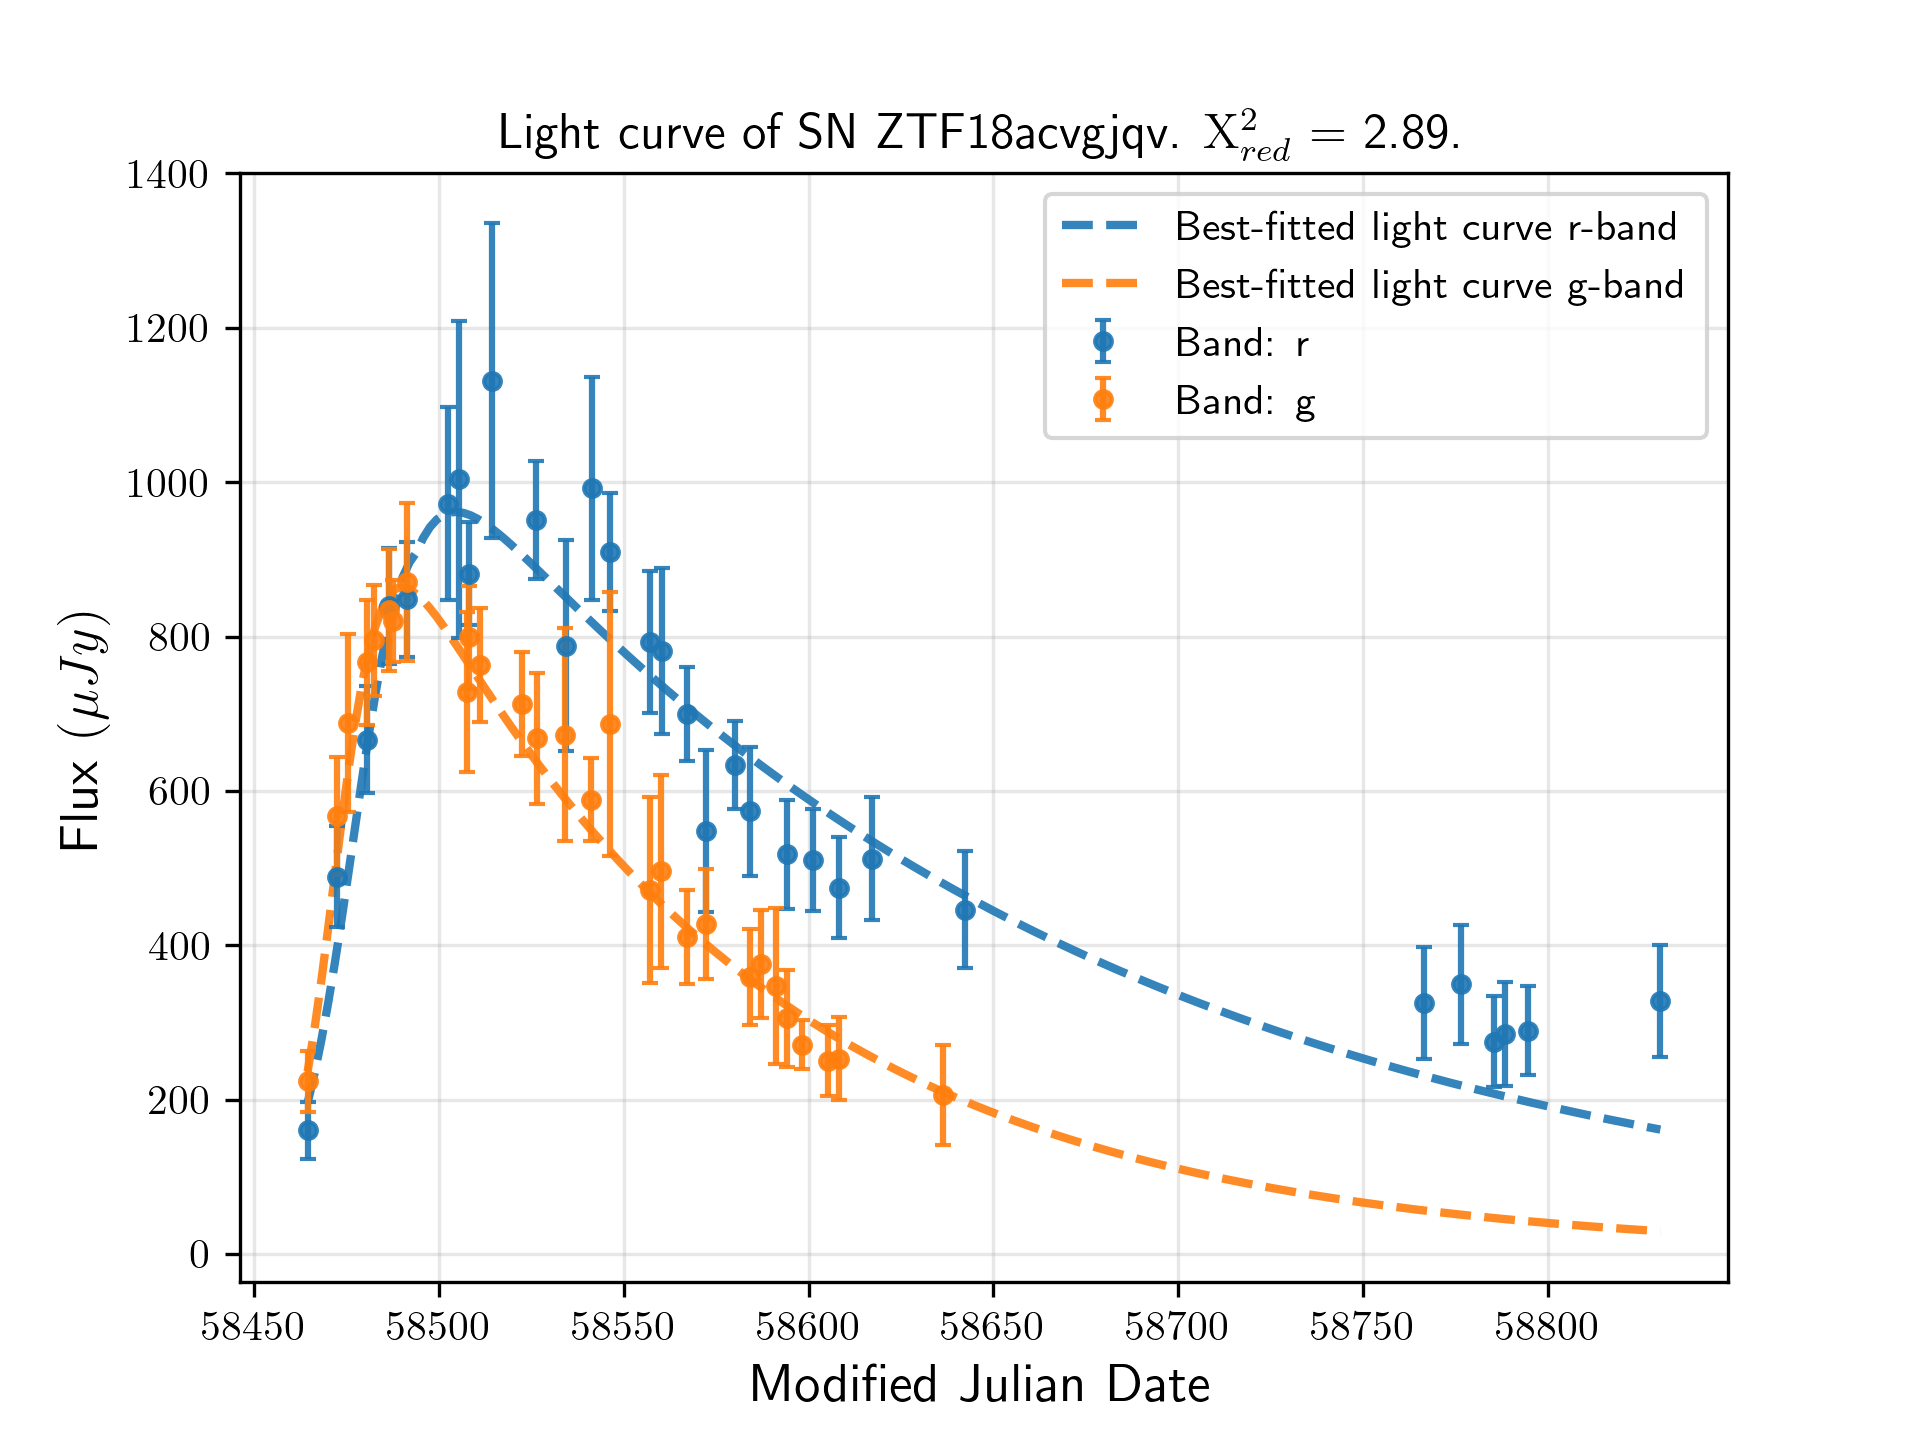 Light curve of SN ZTF18acvgjqv. X²_red = 2.89.
1400
1200
1000
800
600
400
200
0
Flux (μJy)
Best-fitted light curve r-band
Best-fitted light curve g-band
Band: r
Band: g
58450 58500 58550 58600 58650 58700 58750 58800
Modified Julian Date